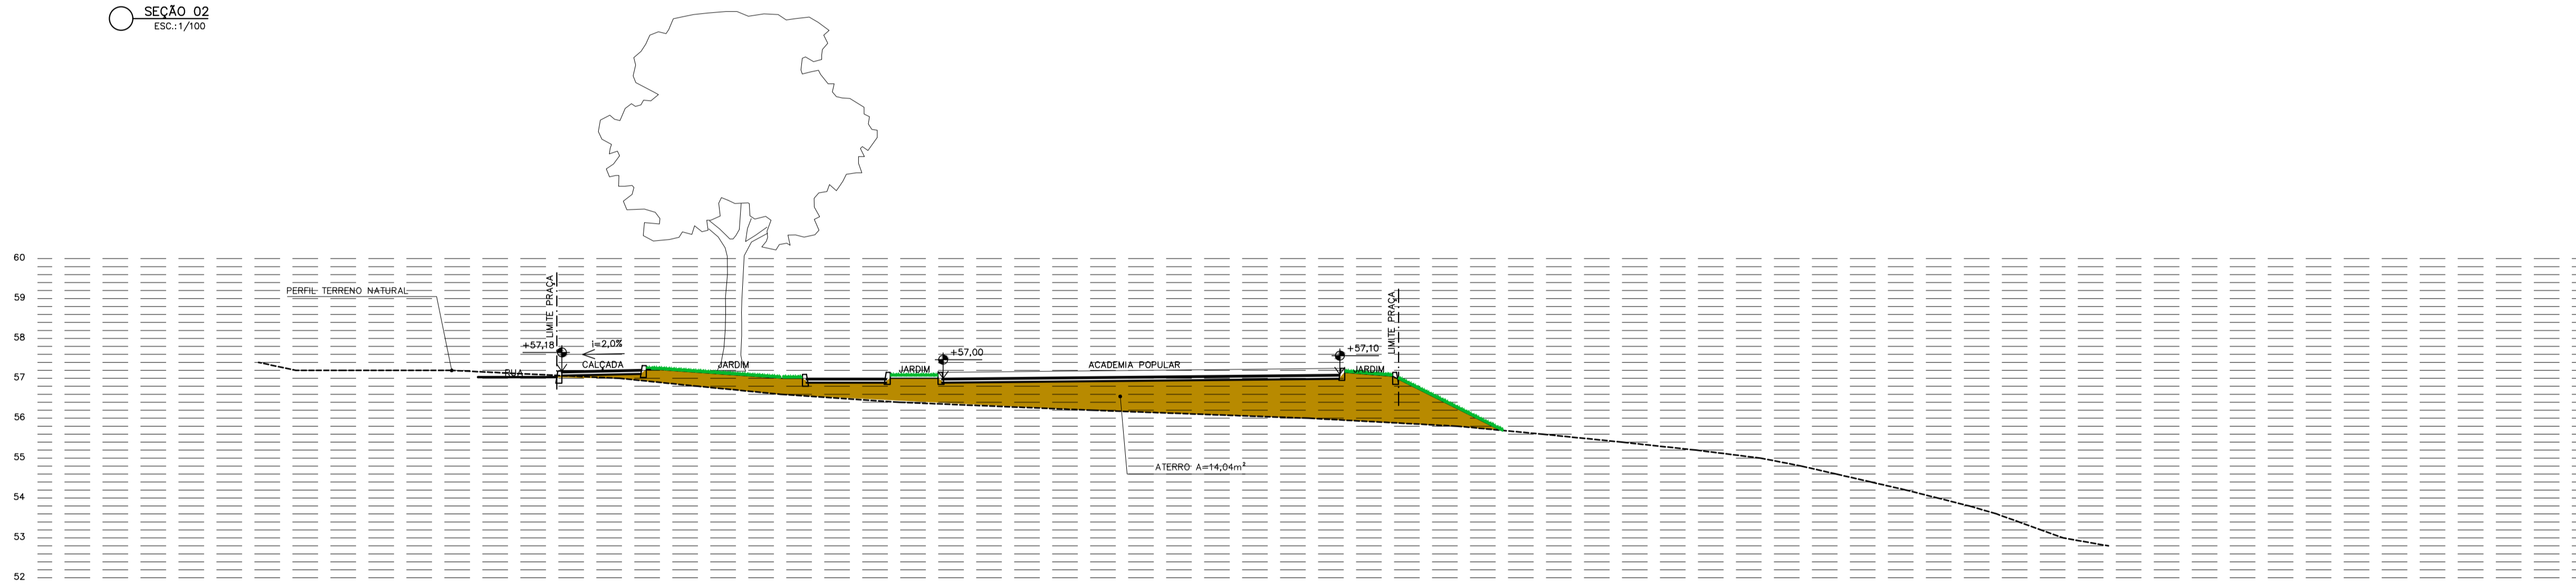 SEÇÃO 02
ESC.:1/100
60
59
58
57
56
55
54
53
52
PERFIL TERRENO NATURAL
LIMITE PRAÇA
+57,18
i=2,0%
RUA
CALÇADA
JARDIM
JARDIM
+57,00
ACADEMIA POPULAR
+57,10
JARDIM
LIMITE PRAÇA
ATERRO A=14,04m²